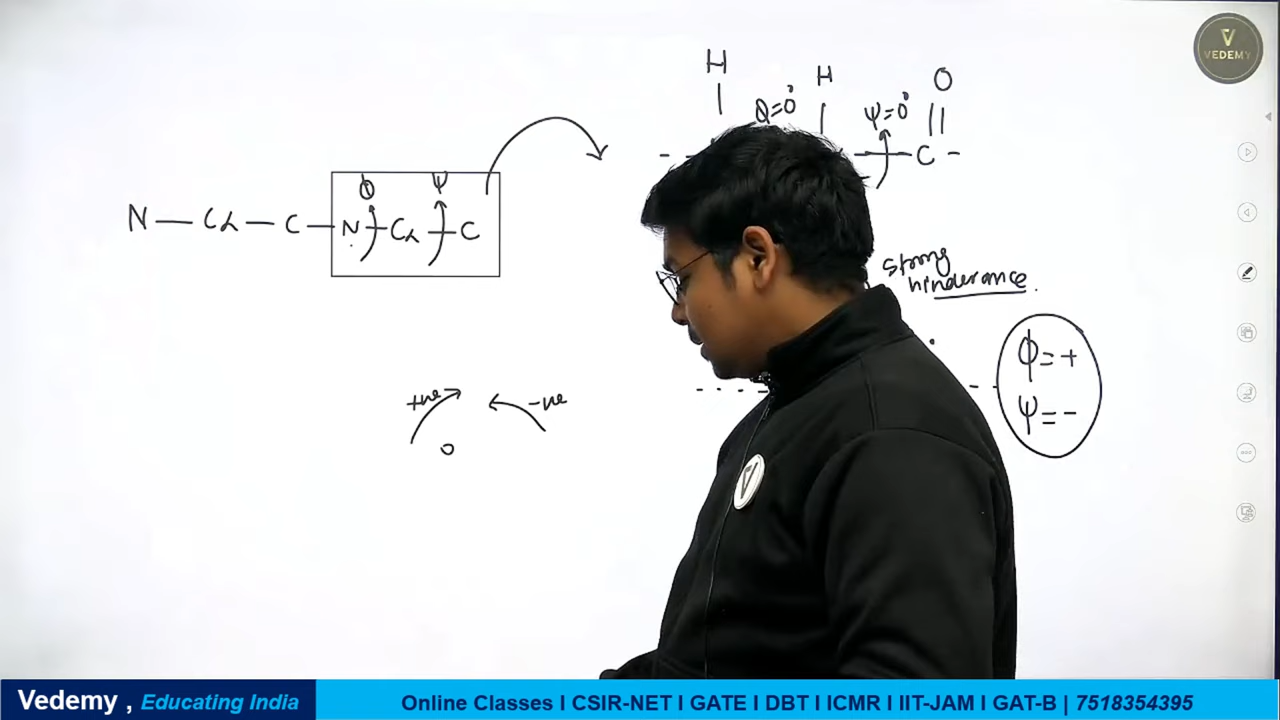 V
VEDEMY
H
H
O
Φ=0°
Ψ=0°
C
Φ
Ψ
N — Cα — C — N — Cα — C
strong
hinderance.
Φ=+
Ψ=-
+ve
-ve
0
V
Vedemy , Educating India
Online Classes I CSIR-NET I GATE I DBT I ICMR I IIT-JAM I GAT-B | 7518354395